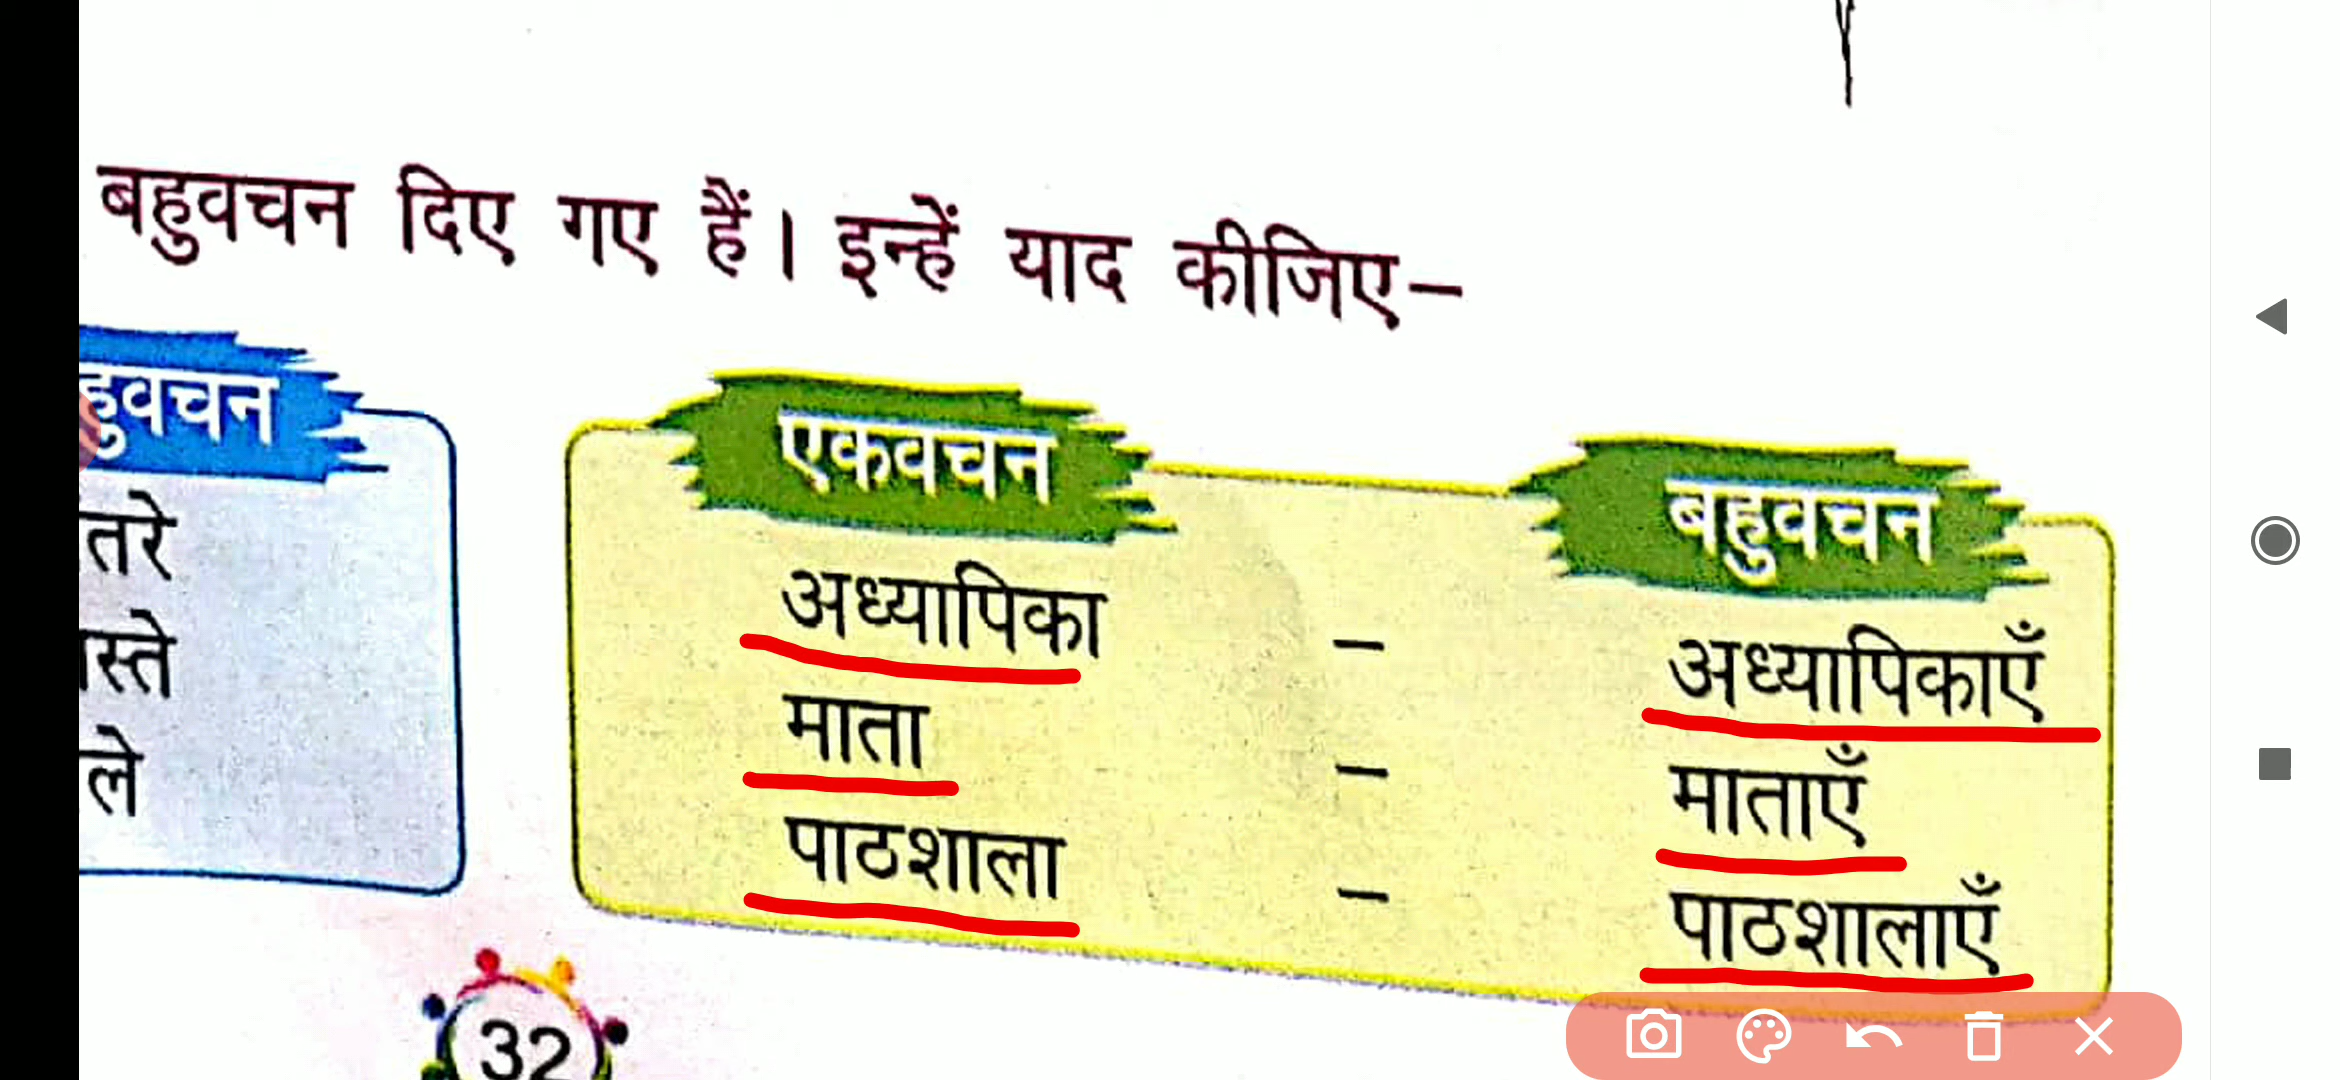 बहुवचन दिए गए हैं। इन्हें याद कीजिए–
एकवचन बहुवचन
अध्यापिका – अध्यापिकाएँ
माता – माताएँ
पाठशाला – पाठशालाएँ
32